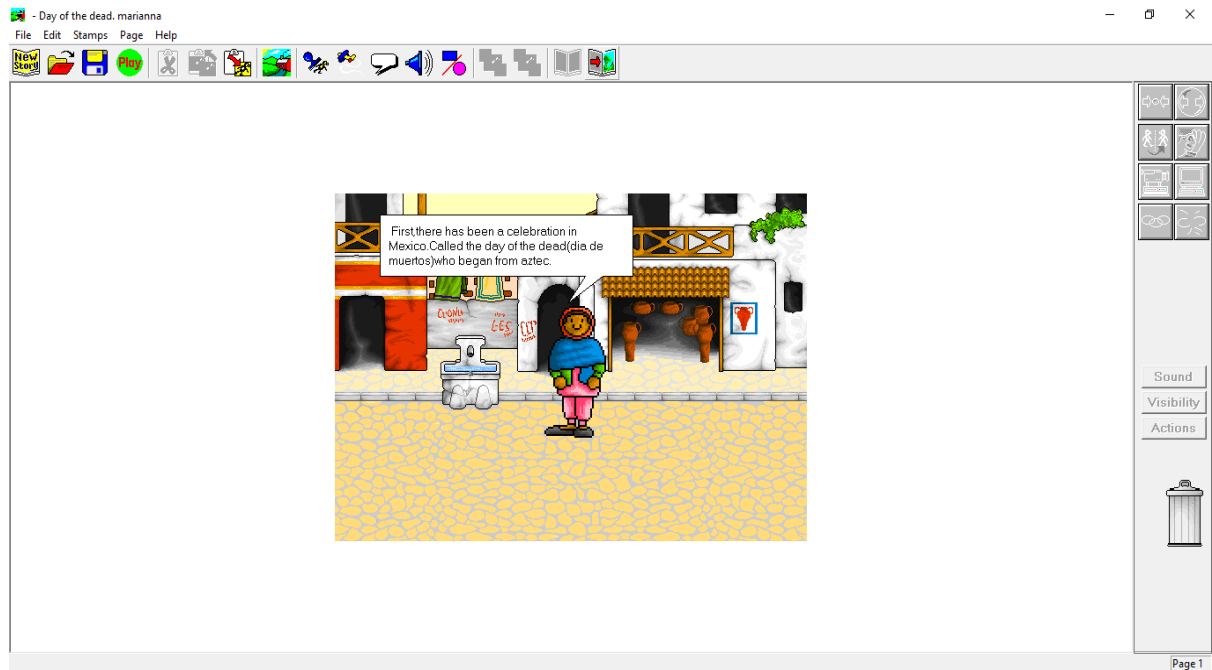 - Day of the dead. marianna
File Edit Stamps Page Help
New Story Play
First,there has been a celebration in
Mexico.Called the day of the dead(dia de
muertos)who began from aztec.
Sound
Visibility
Actions
Page 1